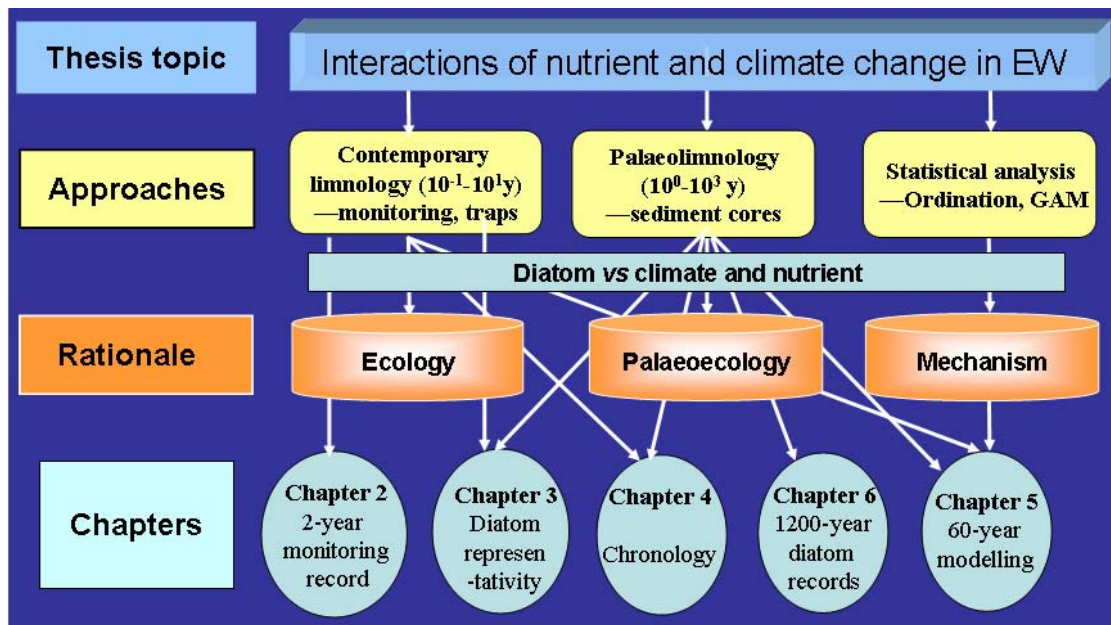 Thesis topic
Interactions of nutrient and climate change in EW
Approaches
Contemporary
limnology (10⁻¹-10¹y)
—monitoring, traps
Palaeolimnology
(10⁰-10³ y)
—sediment cores
Statistical analysis
—Ordination, GAM
Diatom vs climate and nutrient
Rationale
Ecology
Palaeoecology
Mechanism
Chapters
Chapter 2
2-year
monitoring
record
Chapter 3
Diatom
represen
-tativity
Chapter 4
Chronology
Chapter 6
1200-year
diatom
records
Chapter 5
60-year
modelling